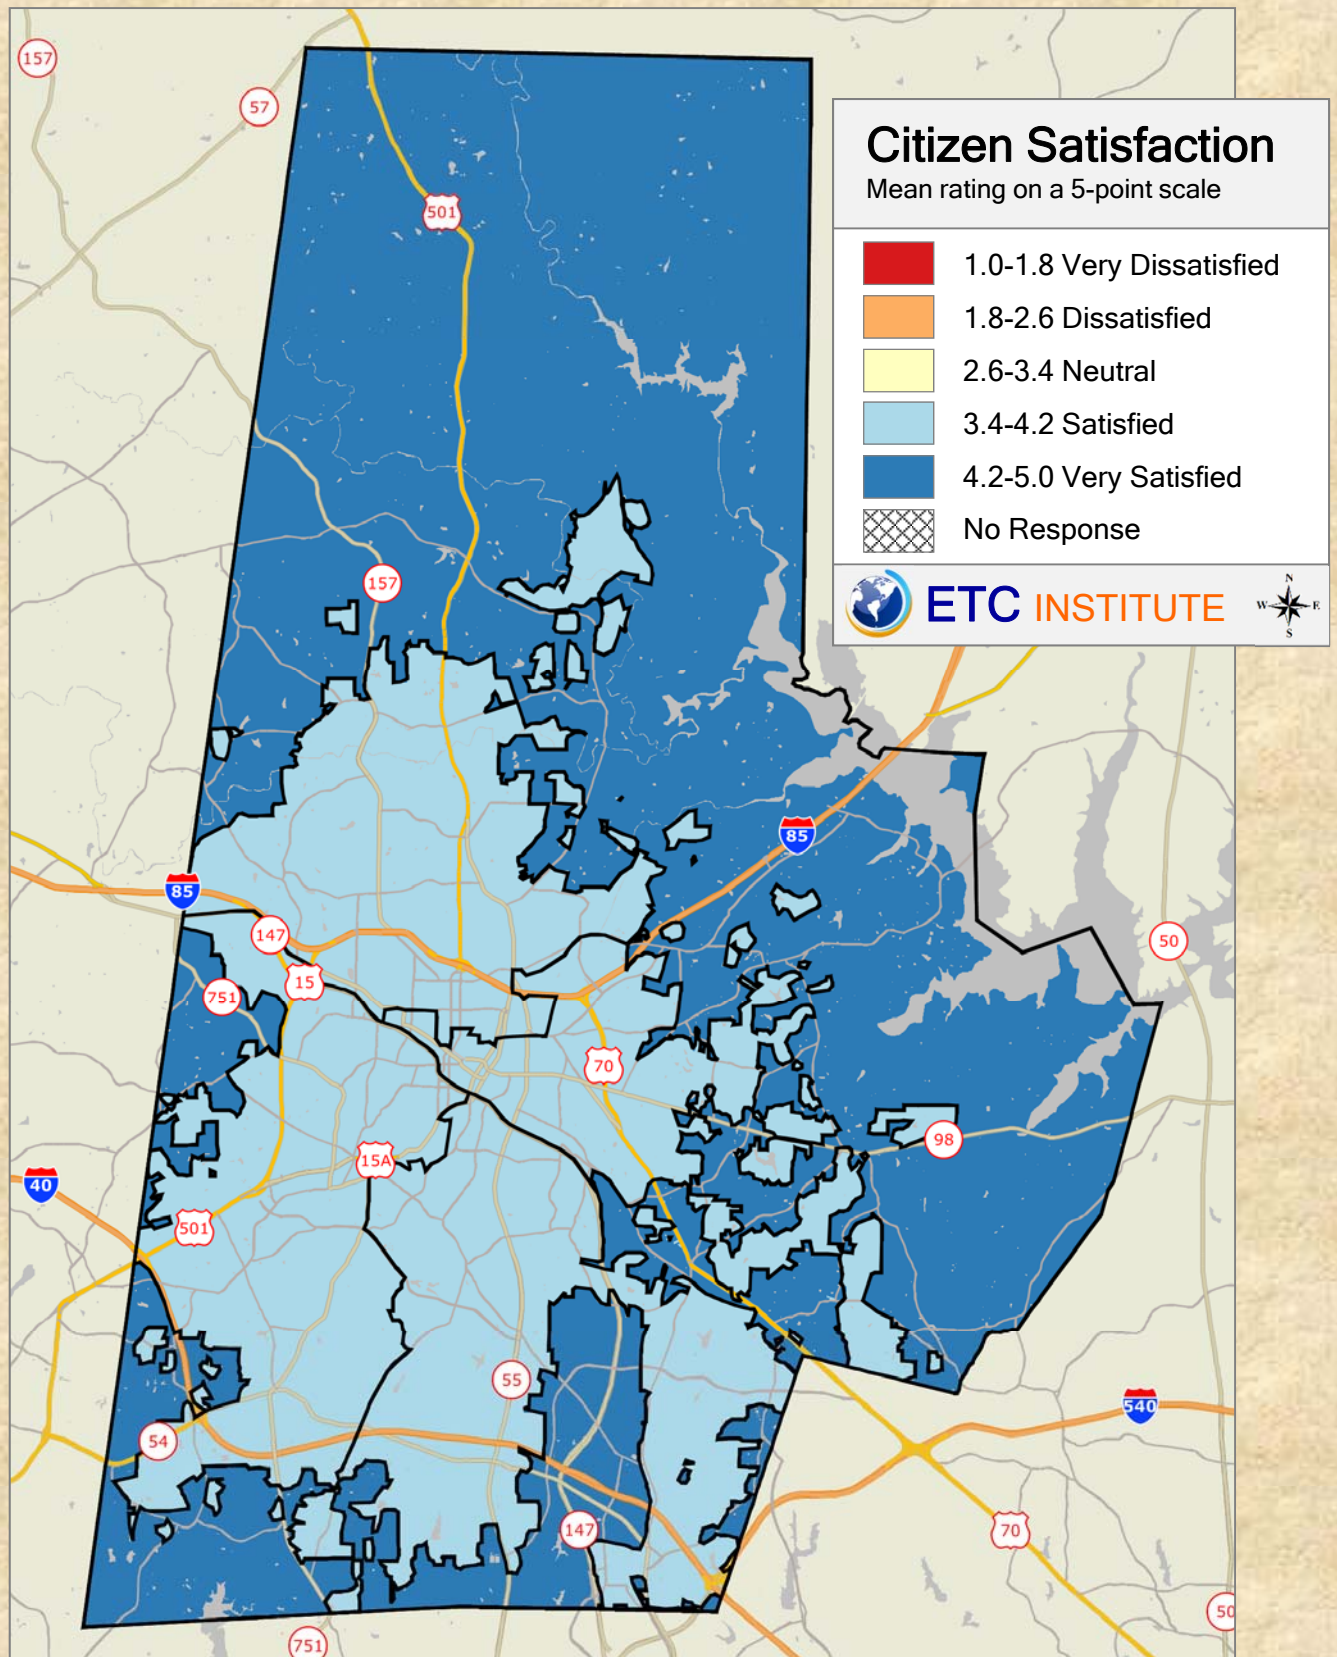 157
57
501
Citizen Satisfaction
Mean rating on a 5-point scale
1.0-1.8 Very Dissatisfied
1.8-2.6 Dissatisfied
2.6-3.4 Neutral
3.4-4.2 Satisfied
4.2-5.0 Very Satisfied
No Response
ETC INSTITUTE
N
W
E
S
157
85
85
147
50
15
751
70
98
15A
40
501
55
540
54
147
70
50
751